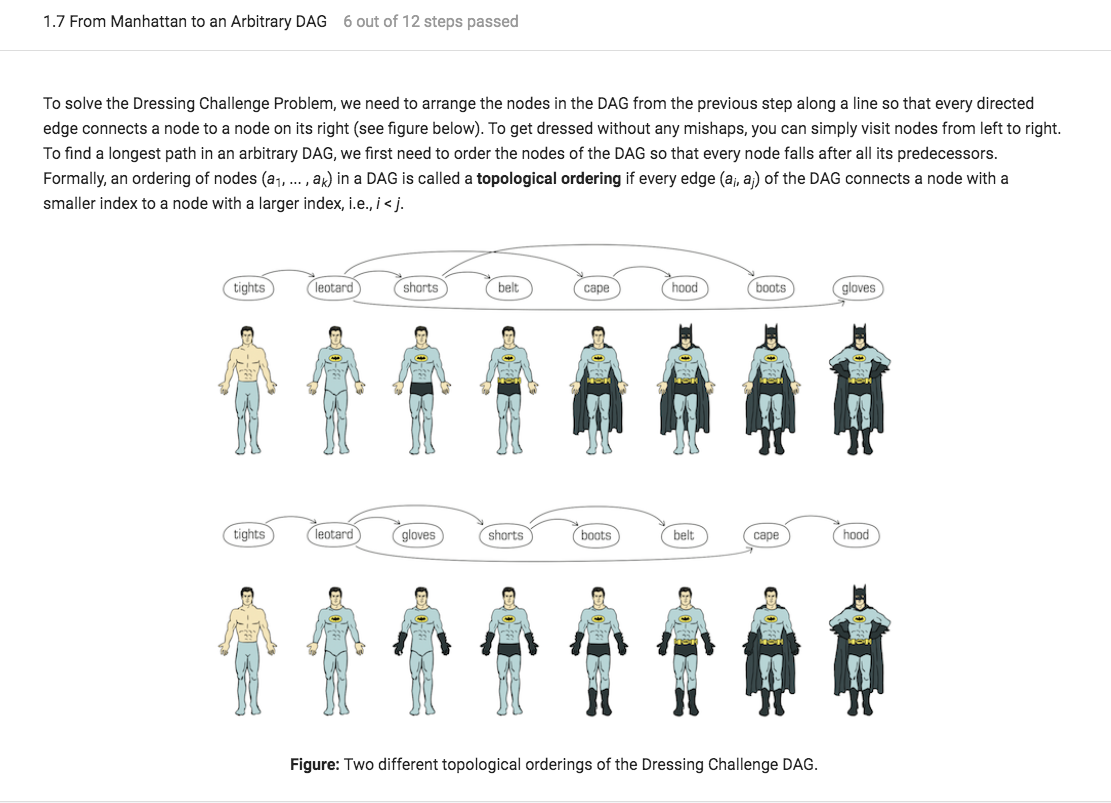 1.7 From Manhattan to an Arbitrary DAG 6 out of 12 steps passed
To solve the Dressing Challenge Problem, we need to arrange the nodes in the DAG from the previous step along a line so that every directed
edge connects a node to a node on its right (see figure below). To get dressed without any mishaps, you can simply visit nodes from left to right.
To find a longest path in an arbitrary DAG, we first need to order the nodes of the DAG so that every node falls after all its predecessors.
Formally, an ordering of nodes (a₁, ... , aₖ) in a DAG is called a topological ordering if every edge (aᵢ, aⱼ) of the DAG connects a node with a
smaller index to a node with a larger index, i.e., i < j.
tights leotard shorts belt cape hood boots gloves
tights leotard gloves shorts boots belt cape hood
Figure: Two different topological orderings of the Dressing Challenge DAG.